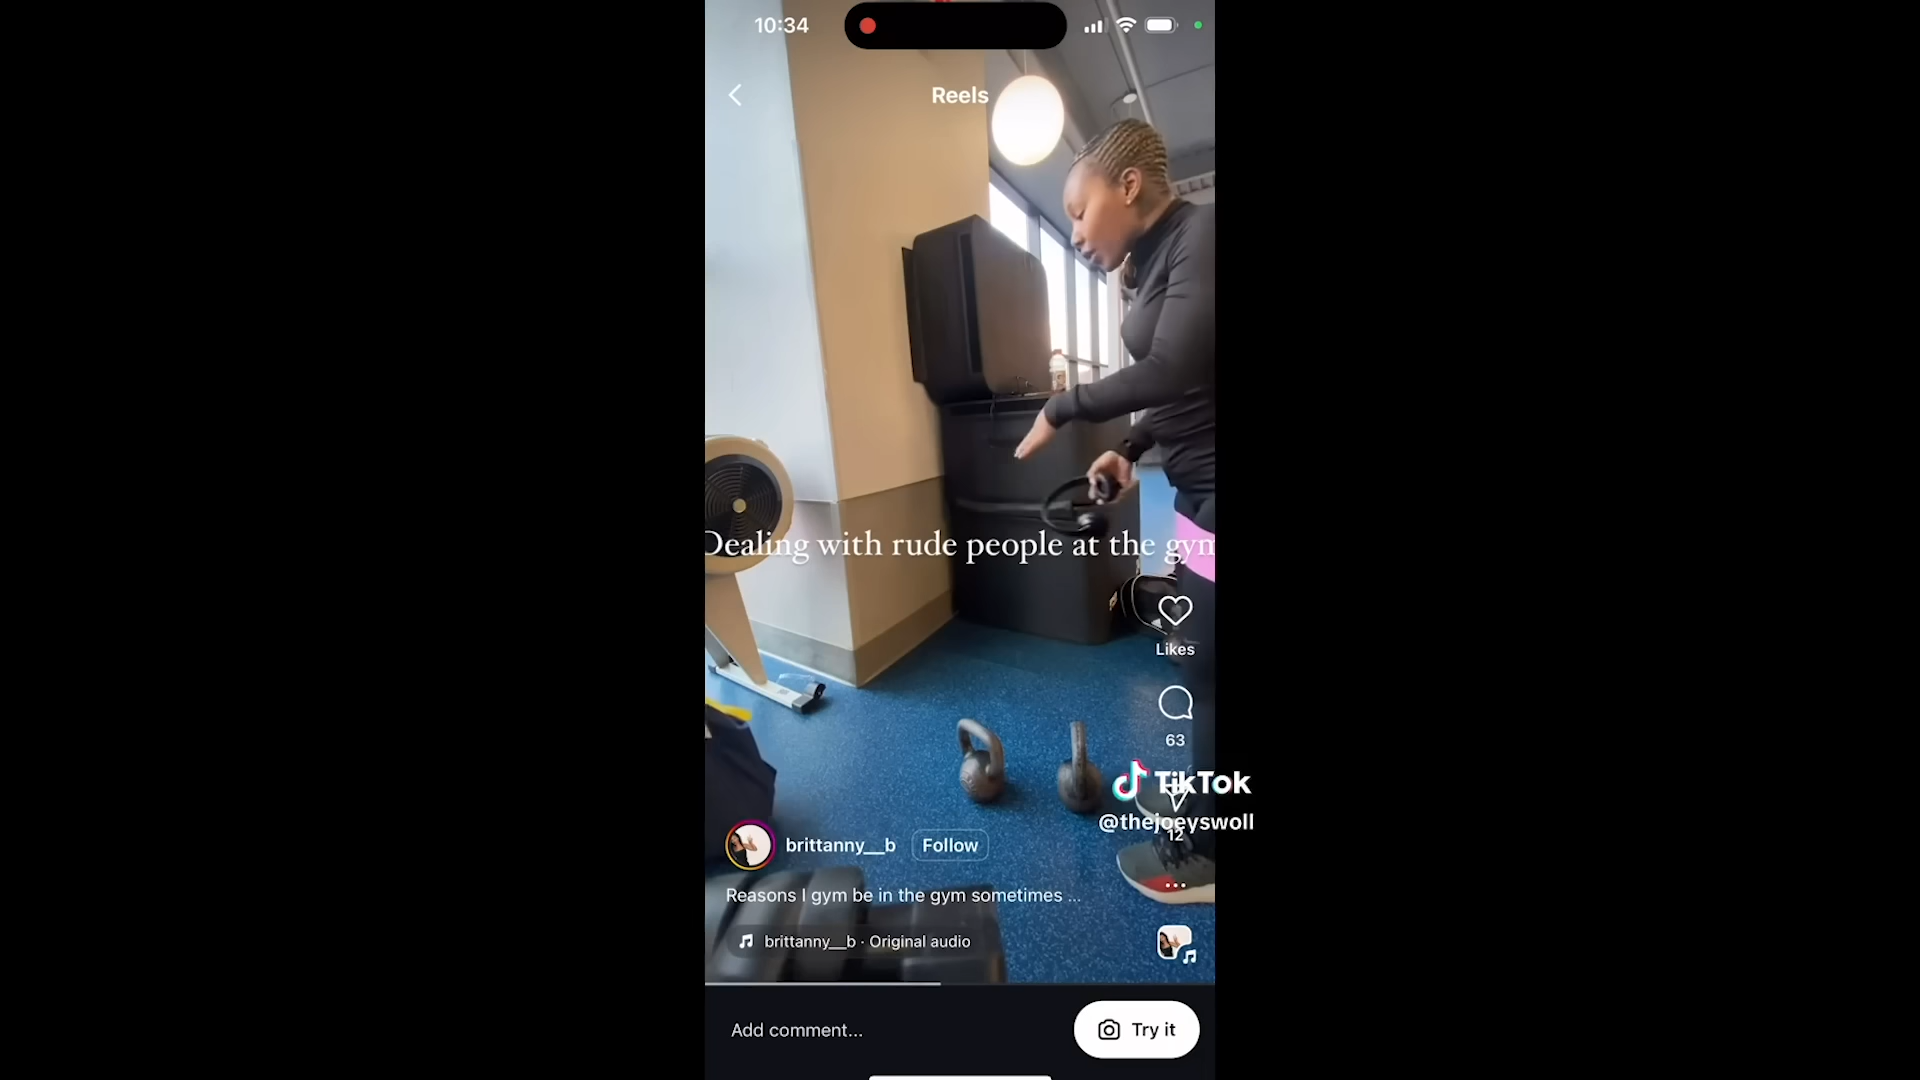 10:34
Reels
Dealing with rude people at the gym
Likes
63
TikTok
@thejoeyswoll
12
brittanny__b
Follow
Reasons I gym be in the gym sometimes ...
brittanny__b · Original audio
Add comment...
Try it